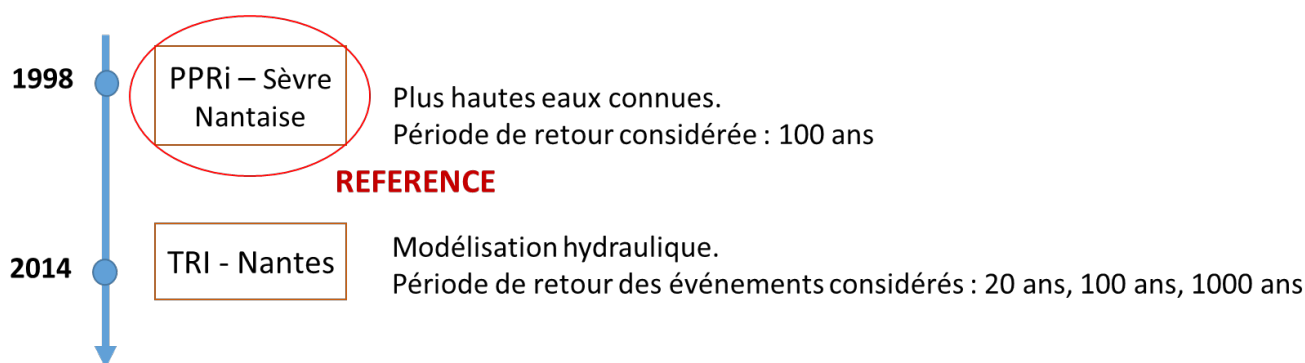 1998
PPRi – Sèvre
Nantaise
Plus hautes eaux connues.
Période de retour considérée : 100 ans
REFERENCE
2014
TRI - Nantes
Modélisation hydraulique.
Période de retour des événements considérés : 20 ans, 100 ans, 1000 ans